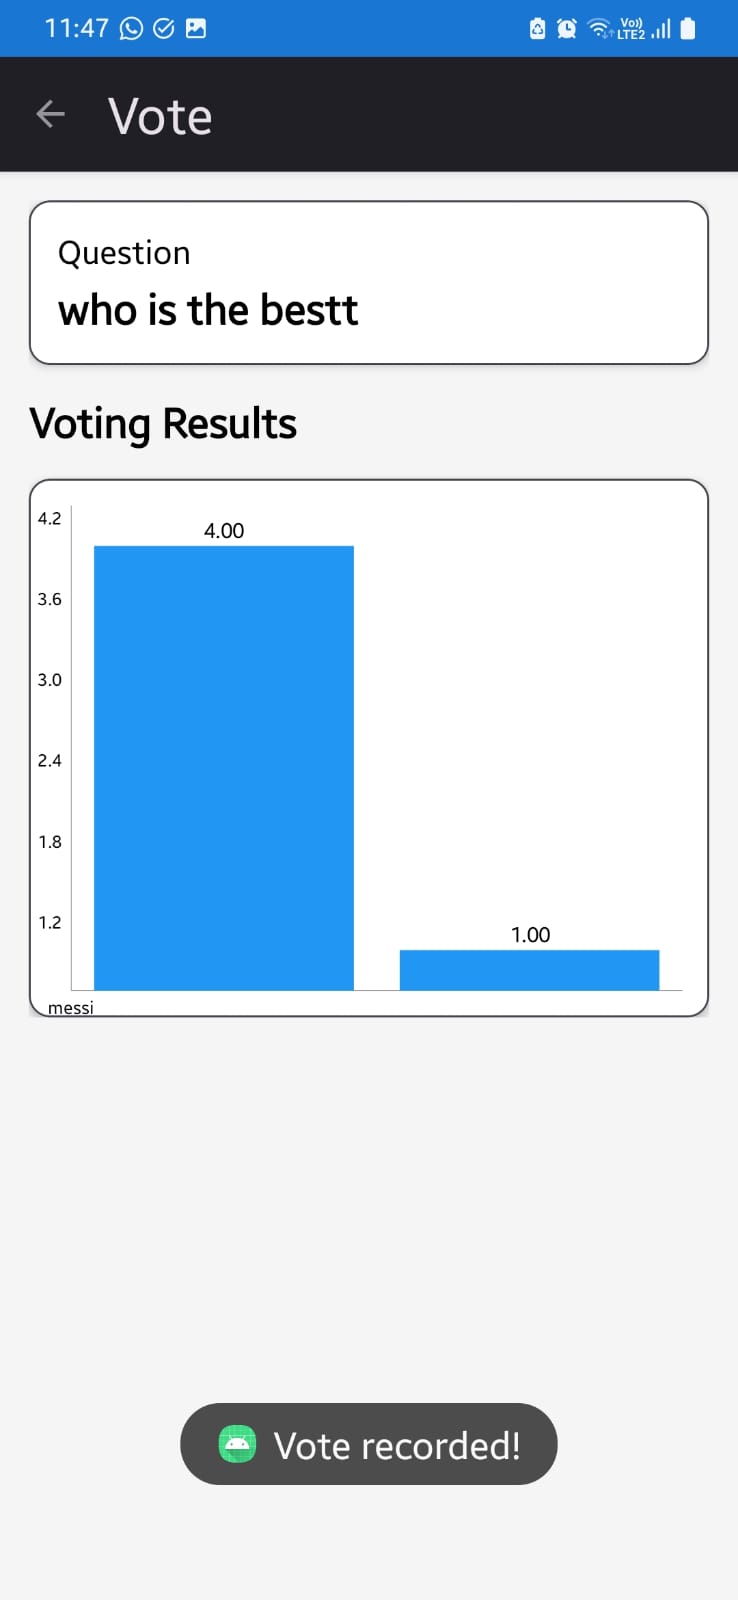 11:47 Vo)) LTE2
Vote
Question
who is the bestt
Voting Results
4.2
4.00
3.6
3.0
2.4
1.8
1.2
1.00
messi
Vote recorded!